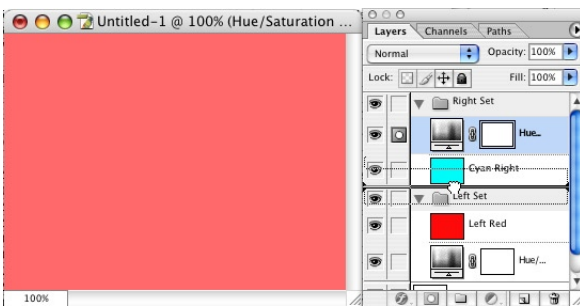 Untitled-1 @ 100% (Hue/Saturation ...
Layers
Channels
Paths
Normal
Opacity: 100%
Lock:
Fill: 100%
Right Set
Hue...
Cyan Right
Left Set
Left Red
Hue/...
100%